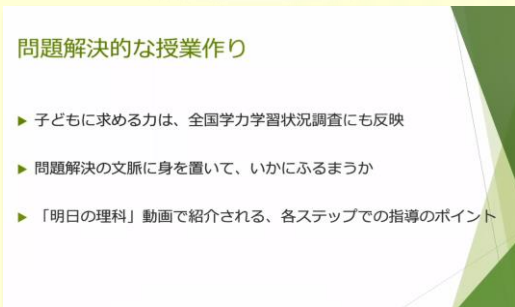 問題解決的な授業作り
子どもに求める力は、全国学力学習状況調査にも反映
問題解決の文脈に身を置いて、いかにふるまうか
「明日の理科」動画で紹介される、各ステップでの指導のポイント